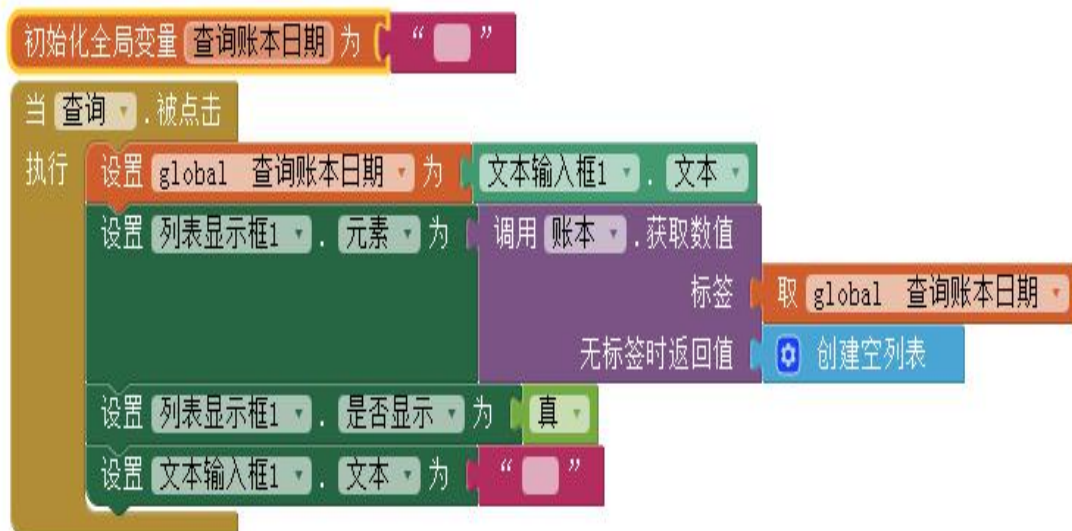 初始化全局变量 查询账本日期 为 “ ”
当 查询 . 被点击
执行 设置 global 查询账本日期 为 文本输入框1 . 文本
设置 列表显示框1 . 元素 为 调用 账本 . 获取数值
标签 取 global 查询账本日期
无标签时返回值 创建空列表
设置 列表显示框1 . 是否显示 为 真
设置 文本输入框1 . 文本 为 “ ”